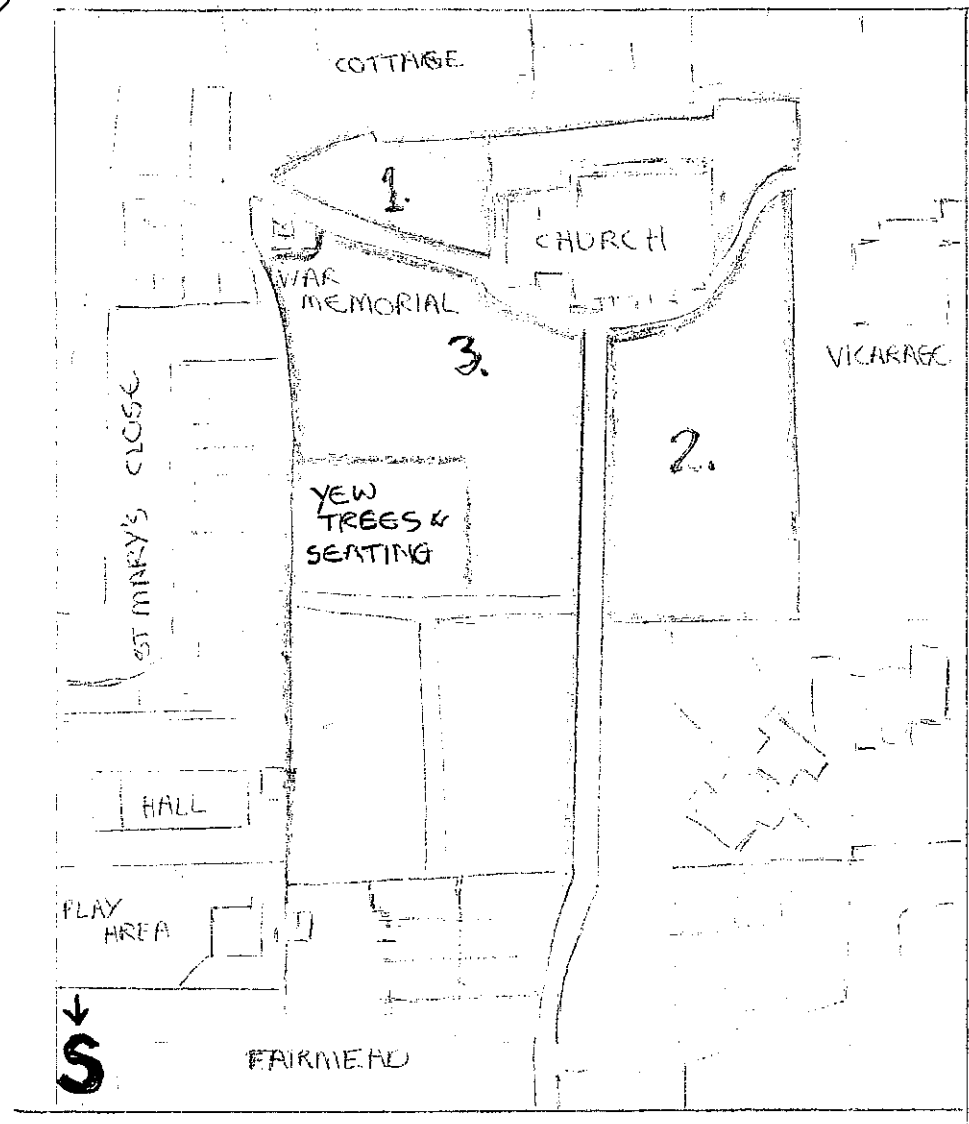 COTTAGE
1.
CHURCH
WAR
MEMORIAL
3.
VICARAGE
2.
ST MARY'S CLOSE
YEW
TREES &
SEATING
HALL
PLAY
AREA
↓
S
FAIRMEAD